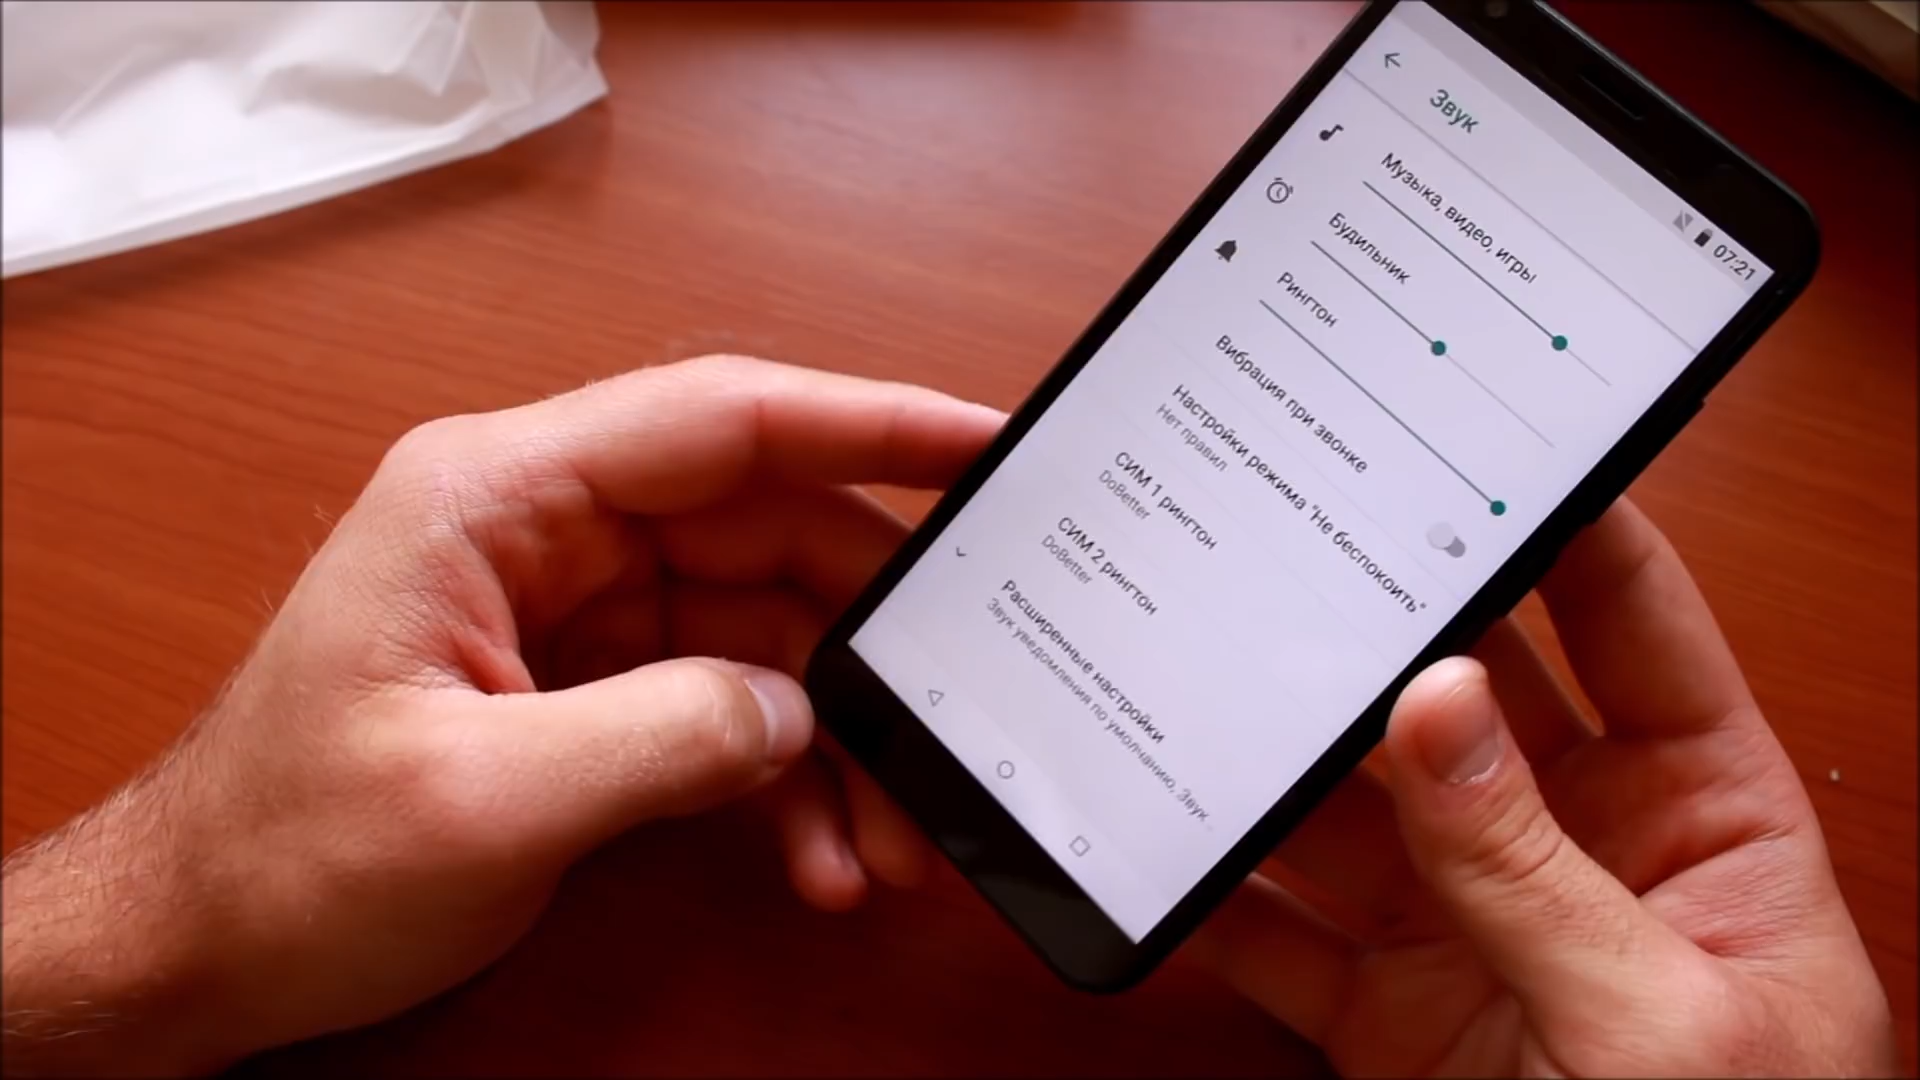 07:21
Звук
Музыка, видео, игры
Будильник
Рингтон
Вибрация при звонке
Настройки режима "Не беспокоить"
Нет правил
СИМ 1 рингтон
DoBetter
СИМ 2 рингтон
DoBetter
Расширенные настройки
Звук уведомления по умолчанию, Звук...